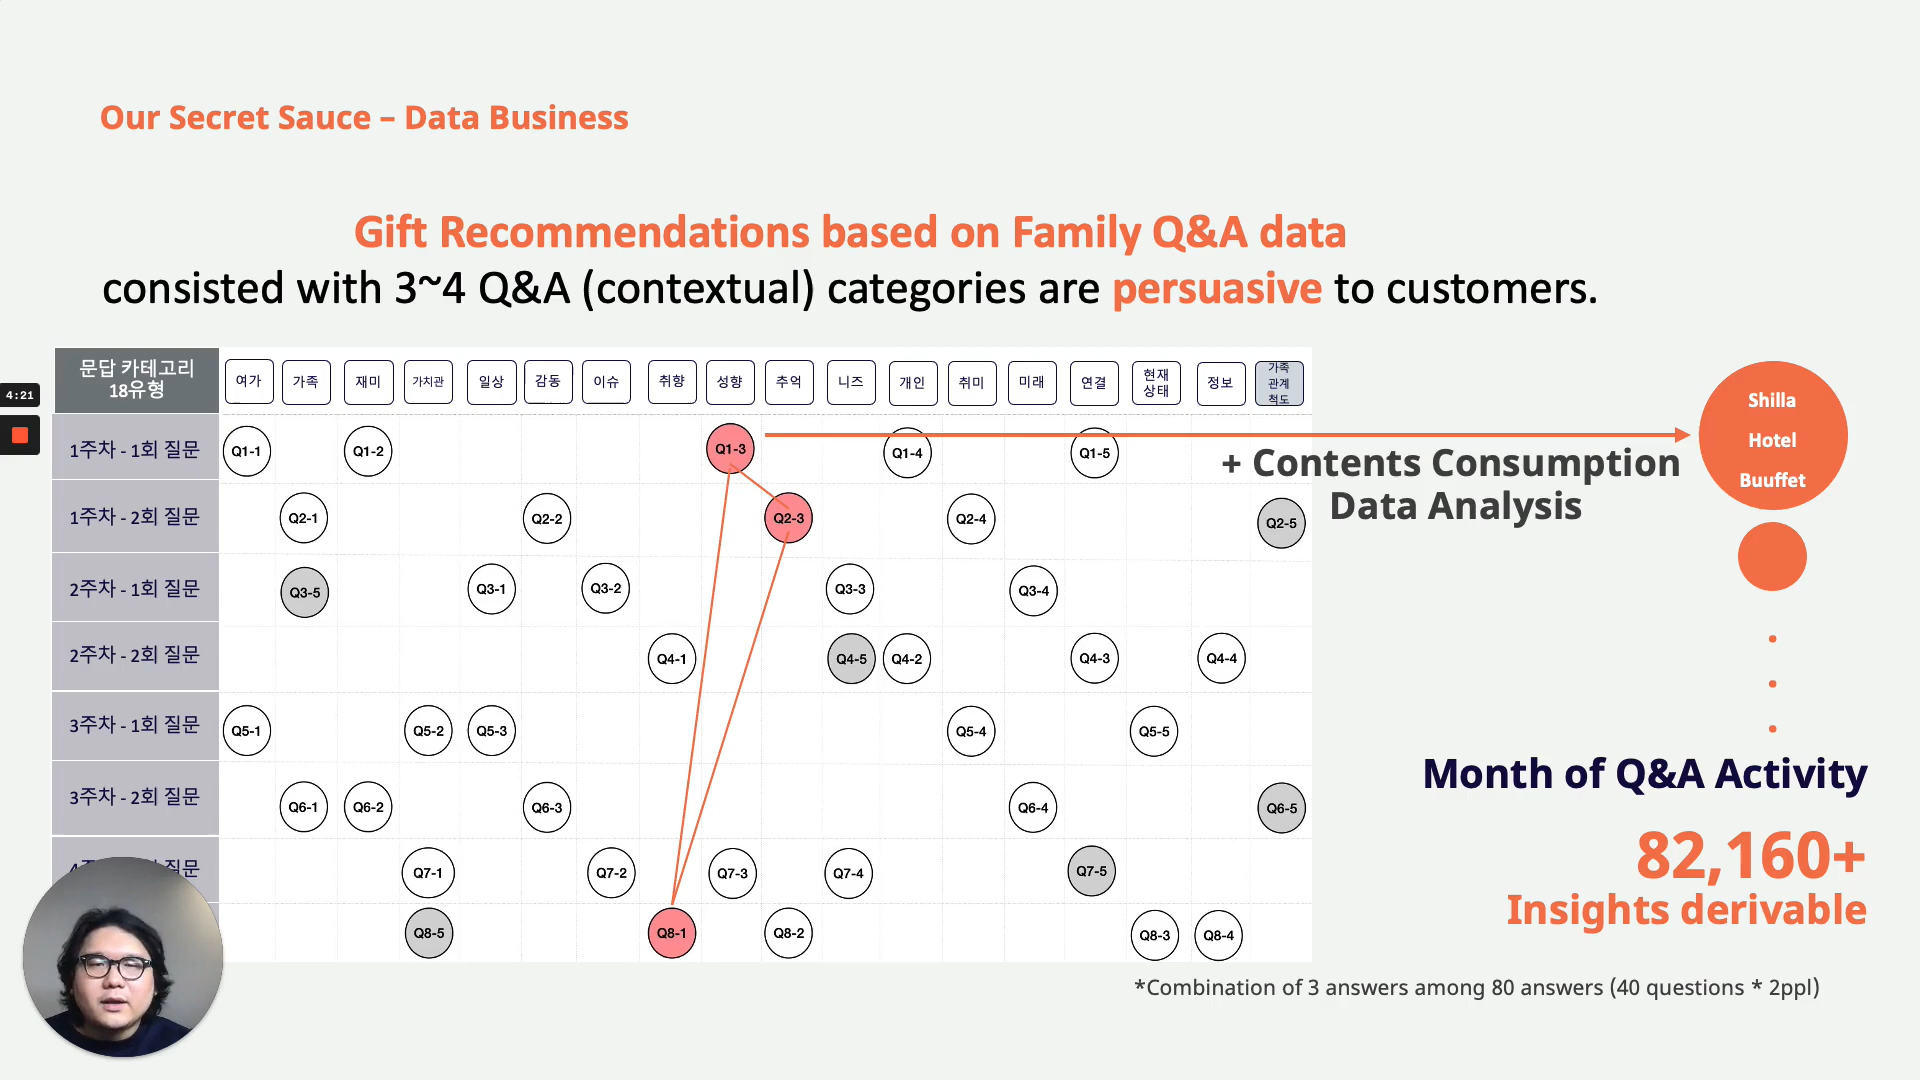 Our Secret Sauce – Data Business
Gift Recommendations based on Family Q&A data
consisted with 3~4 Q&A (contextual) categories are persuasive to customers.
문답 카테고리
18유형
여가
가족
재미
가치관
일상
감동
이슈
취향
성향
추억
니즈
개인
취미
미래
연결
현재
상태
정보
가족
관계
척도
4:21
1주차 - 1회 질문
Q1-1
Q1-2
Q1-3
Q1-4
Q1-5
1주차 - 2회 질문
Q2-1
Q2-2
Q2-3
Q2-4
Q2-5
2주차 - 1회 질문
Q3-5
Q3-1
Q3-2
Q3-3
Q3-4
2주차 - 2회 질문
Q4-1
Q4-5
Q4-2
Q4-3
Q4-4
3주차 - 1회 질문
Q5-1
Q5-2
Q5-3
Q5-4
Q5-5
3주차 - 2회 질문
Q6-1
Q6-2
Q6-3
Q6-4
Q6-5
질문
Q7-1
Q7-2
Q7-3
Q7-4
Q7-5
Q8-5
Q8-1
Q8-2
Q8-3
Q8-4
+ Contents Consumption
Data Analysis
Shilla
Hotel
Buuffet
Month of Q&A Activity
82,160+
Insights derivable
*Combination of 3 answers among 80 answers (40 questions * 2ppl)